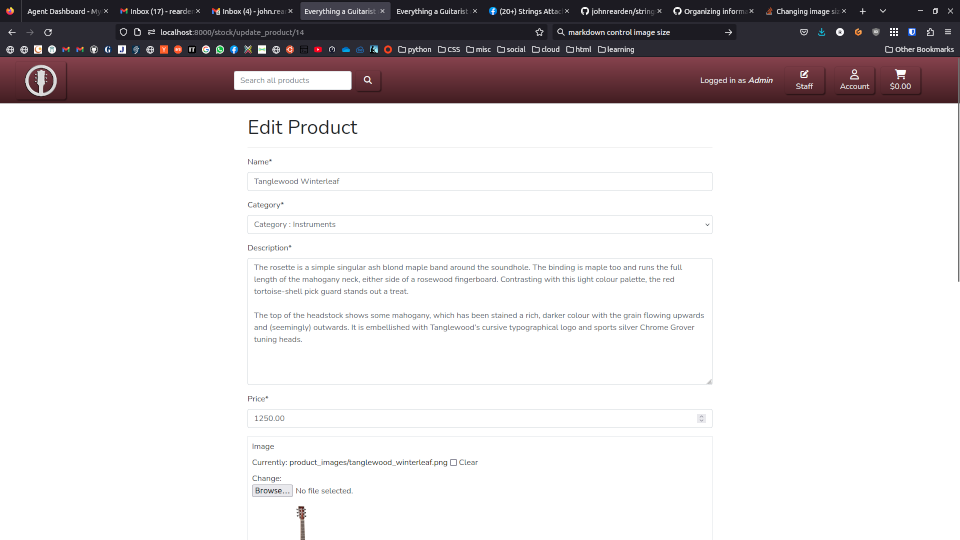 Agent Dashboard - My
Inbox (17) - rearden
Inbox (4) - john.rear
Everything a Guitarist
Everything a Guitarist
(20+) Strings Attach
johnrearden/string
Organizing informa
Changing image siz
localhost:8000/stock/update_product/14
markdown control image size
python
CSS
misc
social
cloud
html
learning
Other Bookmarks
Search all products
Logged in as Admin
Staff
Account
$0.00
Edit Product
Name*
Tanglewood Winterleaf
Category*
Category : Instruments
Description*
The rosette is a simple singular ash blond maple band around the soundhole. The binding is maple too and runs the full
length of the mahogany neck, either side of a rosewood fingerboard. Contrasting with this light colour palette, the red
tortoise-shell pick guard stands out a treat.
The top of the headstock shows some mahogany, which has been stained a rich, darker colour with the grain flowing upwards
and (seemingly) outwards. It is embellished with Tanglewood's cursive typographical logo and sports silver Chrome Grover
tuning heads.
Price*
1250.00
Image
Currently: product_images/tanglewood_winterleaf.png Clear
Change:
Browse... No file selected.